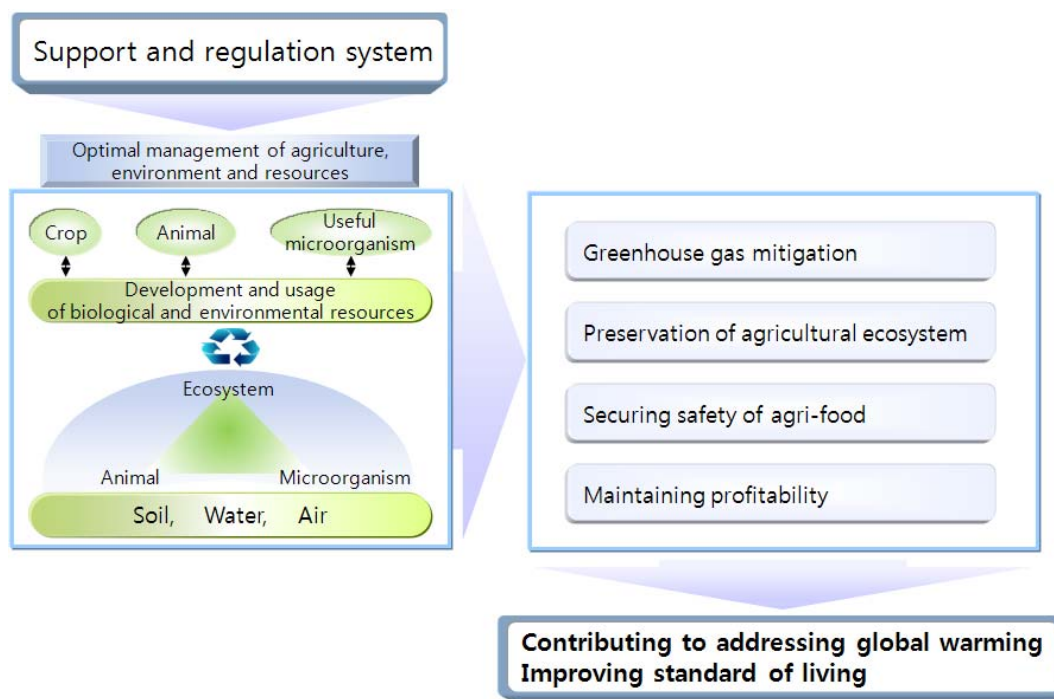 Support and regulation system
Optimal management of agriculture,
environment and resources
Crop
Animal
Useful
microorganism
Development and usage
of biological and environmental resources
Ecosystem
Animal
Microorganism
Soil, Water, Air
Greenhouse gas mitigation
Preservation of agricultural ecosystem
Securing safety of agri-food
Maintaining profitability
Contributing to addressing global warming
Improving standard of living